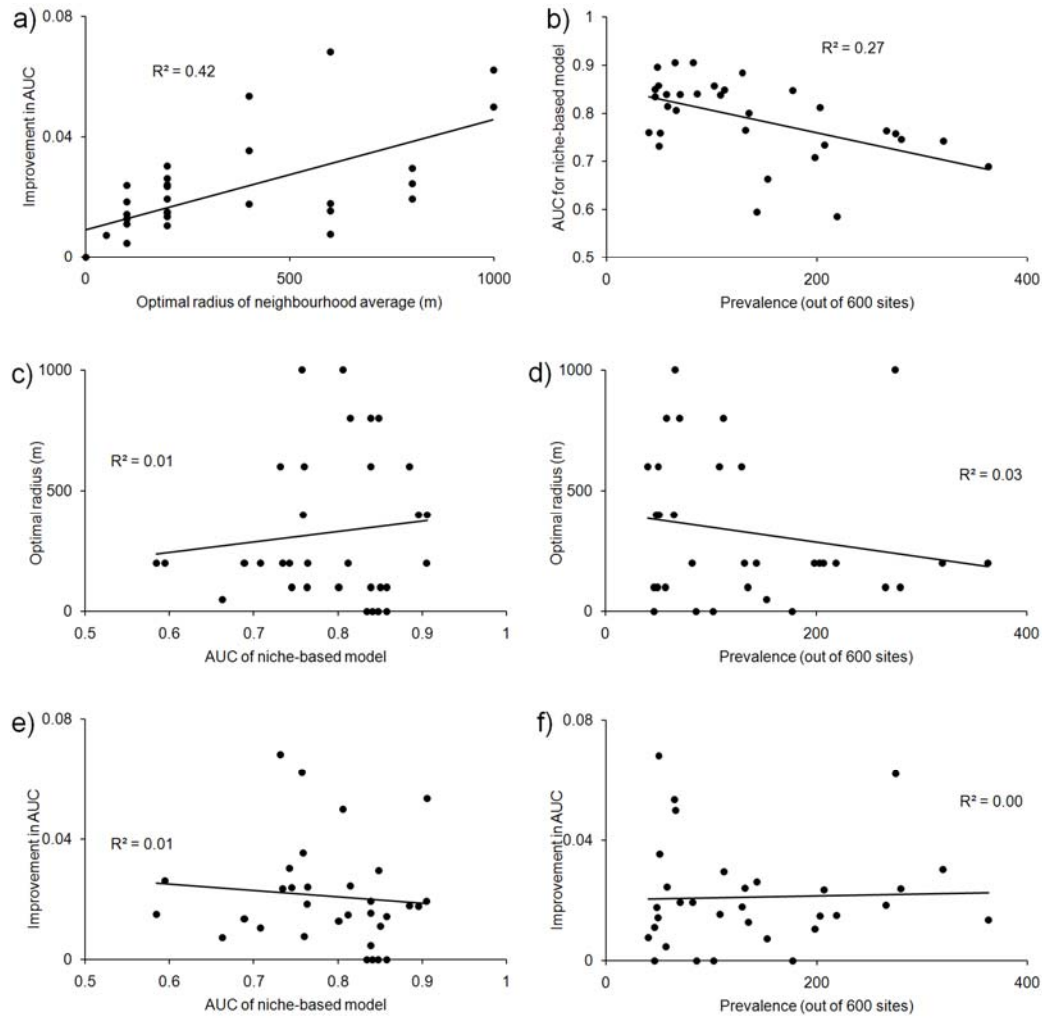 a)
0.08
0.04
0
Improvement in AUC
R² = 0.42
0 500 1000
Optimal radius of neighbourhood average (m)
b)
1
0.9
0.8
0.7
0.6
0.5
AUC for niche-based model
R² = 0.27
0 200 400
Prevalence (out of 600 sites)
c)
1000
500
0
Optimal radius (m)
R² = 0.01
0.5 0.6 0.7 0.8 0.9 1
AUC of niche-based model
d)
1000
500
0
Optimal radius (m)
R² = 0.03
0 200 400
Prevalence (out of 600 sites)
e)
0.08
0.04
0
Improvement in AUC
R² = 0.01
0.5 0.6 0.7 0.8 0.9 1
AUC of niche-based model
f)
0.08
0.04
0
Improvement in AUC
R² = 0.00
0 200 400
Prevalence (out of 600 sites)